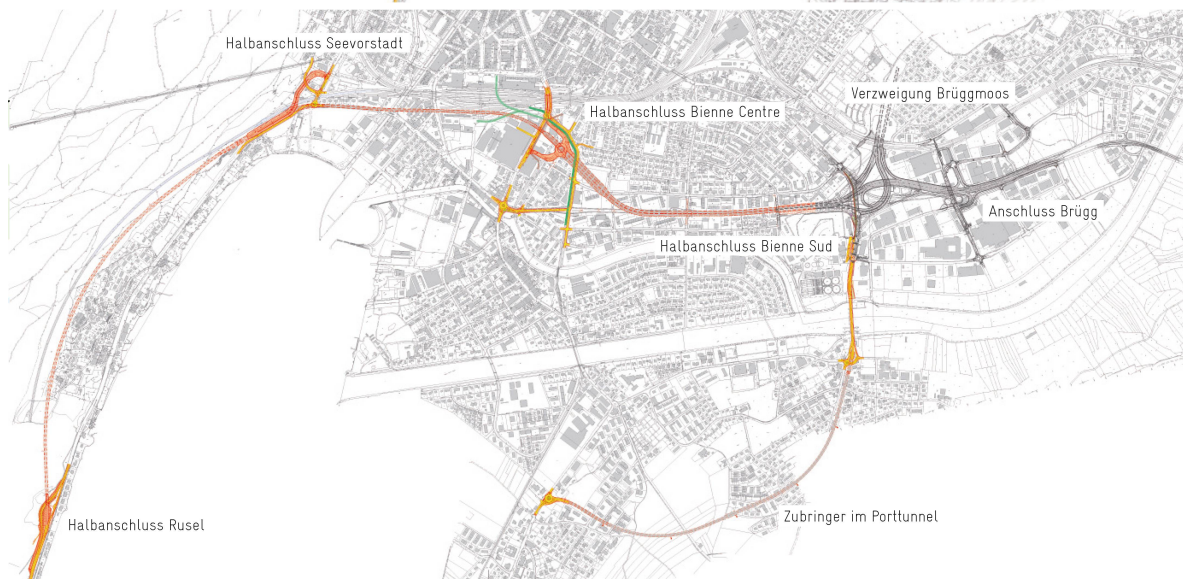 Halbanschluss Seevorstadt
Verzweigung Brüggmoos
Halbanschluss Bienne Centre
Anschluss Brügg
Halbanschluss Bienne Sud
Zubringer im Porttunnel
Halbanschluss Rusel